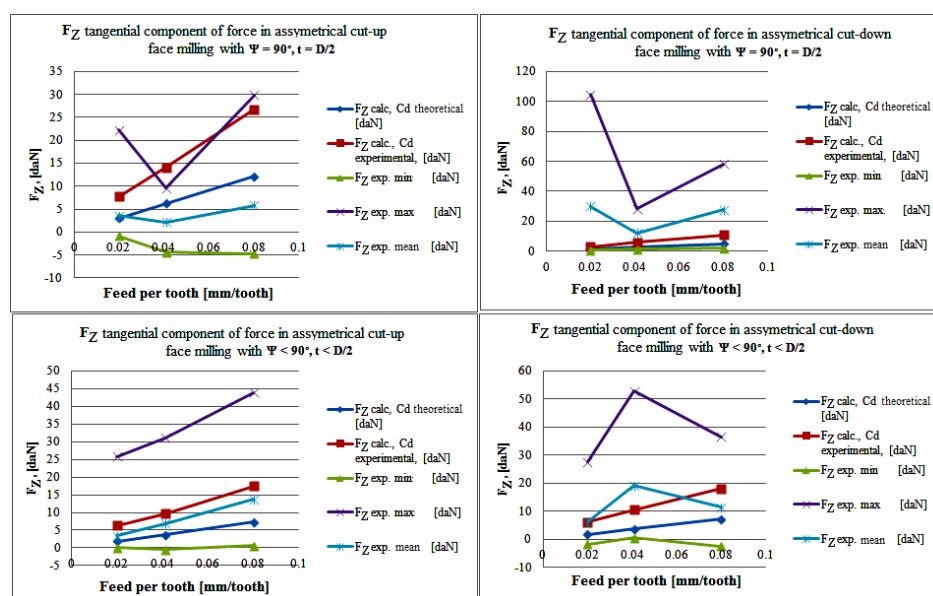 FZ tangential component of force in assymetrical cut-up
face milling with Ψ = 90°, t = D/2
35
30
25
20
15
10
5
0
-5
-10
0
0.02
0.04
0.06
0.08
0.1
FZ, [daN]
Feed per tooth [mm/tooth]
FZ calc, Cd theoretical
[daN]
FZ calc., Cd
experimental, [daN]
FZ exp. min [daN]
FZ exp. max [daN]
FZ exp. mean [daN]
FZ tangential component of force in assymetrical cut-down
face milling with Ψ = 90°, t = D/2
120
100
80
60
40
20
0
0
0.02
0.04
0.06
0.08
0.1
FZ, [daN]
Feed per tooth [mm/tooth]
FZ calc, Cd theoretical
[daN]
FZ calc., Cd
experimental, [daN]
FZ exp. min [daN]
FZ exp. max. [daN]
FZ exp. mean [daN]
FZ tangential component of force in assymetrical cut-up
face milling with Ψ < 90°, t < D/2
50
45
40
35
30
25
20
15
10
5
0
-5
0
0.02
0.04
0.06
0.08
0.1
FZ, [daN]
Feed per tooth [mm/tooth]
FZ calc, Cd theoretical
[daN]
FZ calc., Cd
experimental, [daN]
FZ exp. min [daN]
FZ exp. max [daN]
FZ exp. mean [daN]
FZ tangential component of force in assymetrical cut-down
face milling with Ψ < 90°, t < D/2
60
50
40
30
20
10
0
-10
0
0.02
0.04
0.06
0.08
0.1
FZ, [daN]
Feed per tooth [mm/tooth]
FZ calc, Cd theoretical
[daN]
FZ calc., Cd
experimental, [daN]
FZ exp. min [daN]
FZ exp. max [daN]
FZ exp. mean [daN]